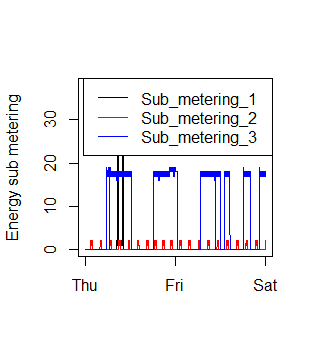 Sub_metering_1
Sub_metering_2
Sub_metering_3
Energy sub metering
30
20
10
0
Thu Fri Sat